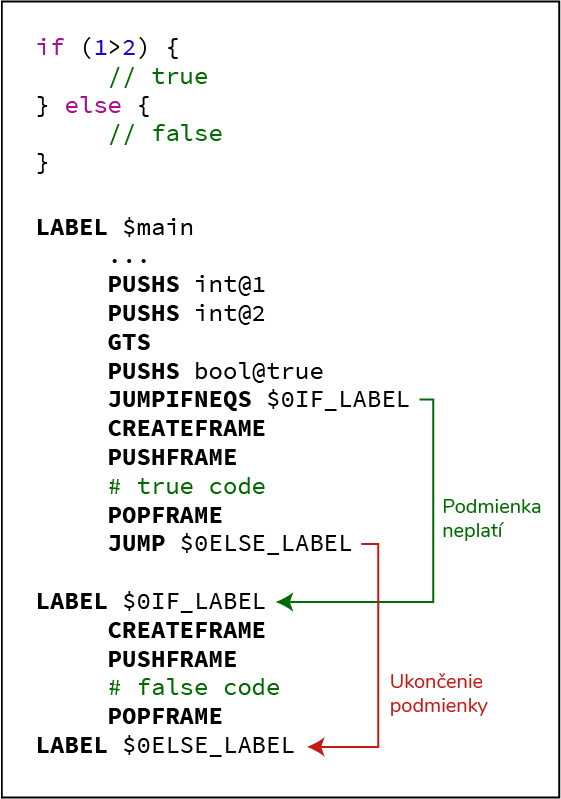 if (1>2) {
// true
} else {
// false
}
LABEL $main
...
PUSHS int@1
PUSHS int@2
GTS
PUSHS bool@true
JUMPIFNEQS $0IF_LABEL
CREATEFRAME
PUSHFRAME
# true code
POPFRAME
JUMP $0ELSE_LABEL
Podmienka
neplatí
LABEL $0IF_LABEL
CREATEFRAME
PUSHFRAME
# false code
POPFRAME
LABEL $0ELSE_LABEL
Ukončenie
podmienky